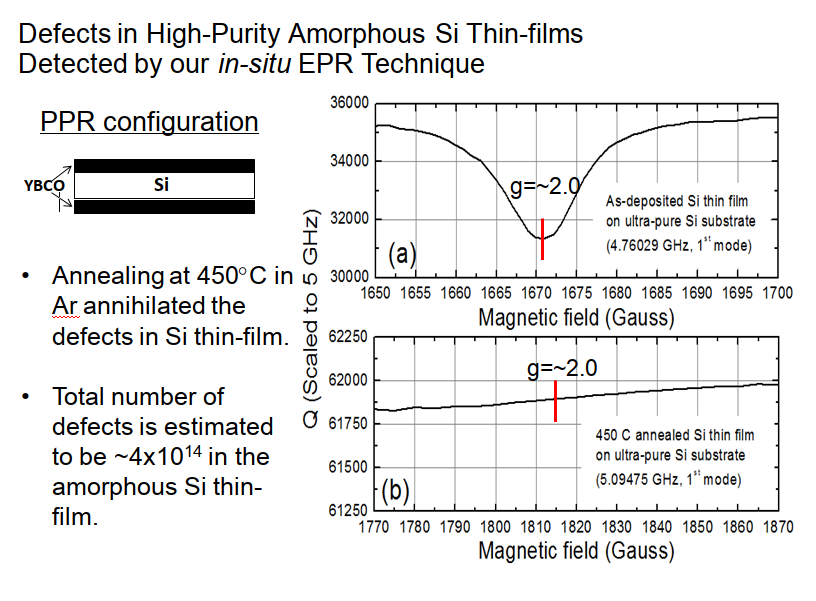 Defects in High-Purity Amorphous Si Thin-films
Detected by our in-situ EPR Technique
PPR configuration
YBCO
Si
• Annealing at 450°C in
Ar annihilated the
defects in Si thin-film.
• Total number of
defects is estimated
to be ~4x10¹⁴ in the
amorphous Si thin-
film.
Q (Scaled to 5 GHz)
36000
34000
32000
30000
g=~2.0
As-deposited Si thin film
on ultra-pure Si substrate
(4.76029 GHz, 1ˢᵗ mode)
(a)
1650 1655 1660 1665 1670 1675 1680 1685 1690 1695 1700
Magnetic field (Gauss)
62250
62000
61750
61500
61250
g=~2.0
450 C annealed Si thin film
on ultra-pure Si substrate
(5.09475 GHz, 1ˢᵗ mode)
(b)
1770 1780 1790 1800 1810 1820 1830 1840 1850 1860 1870
Magnetic field (Gauss)